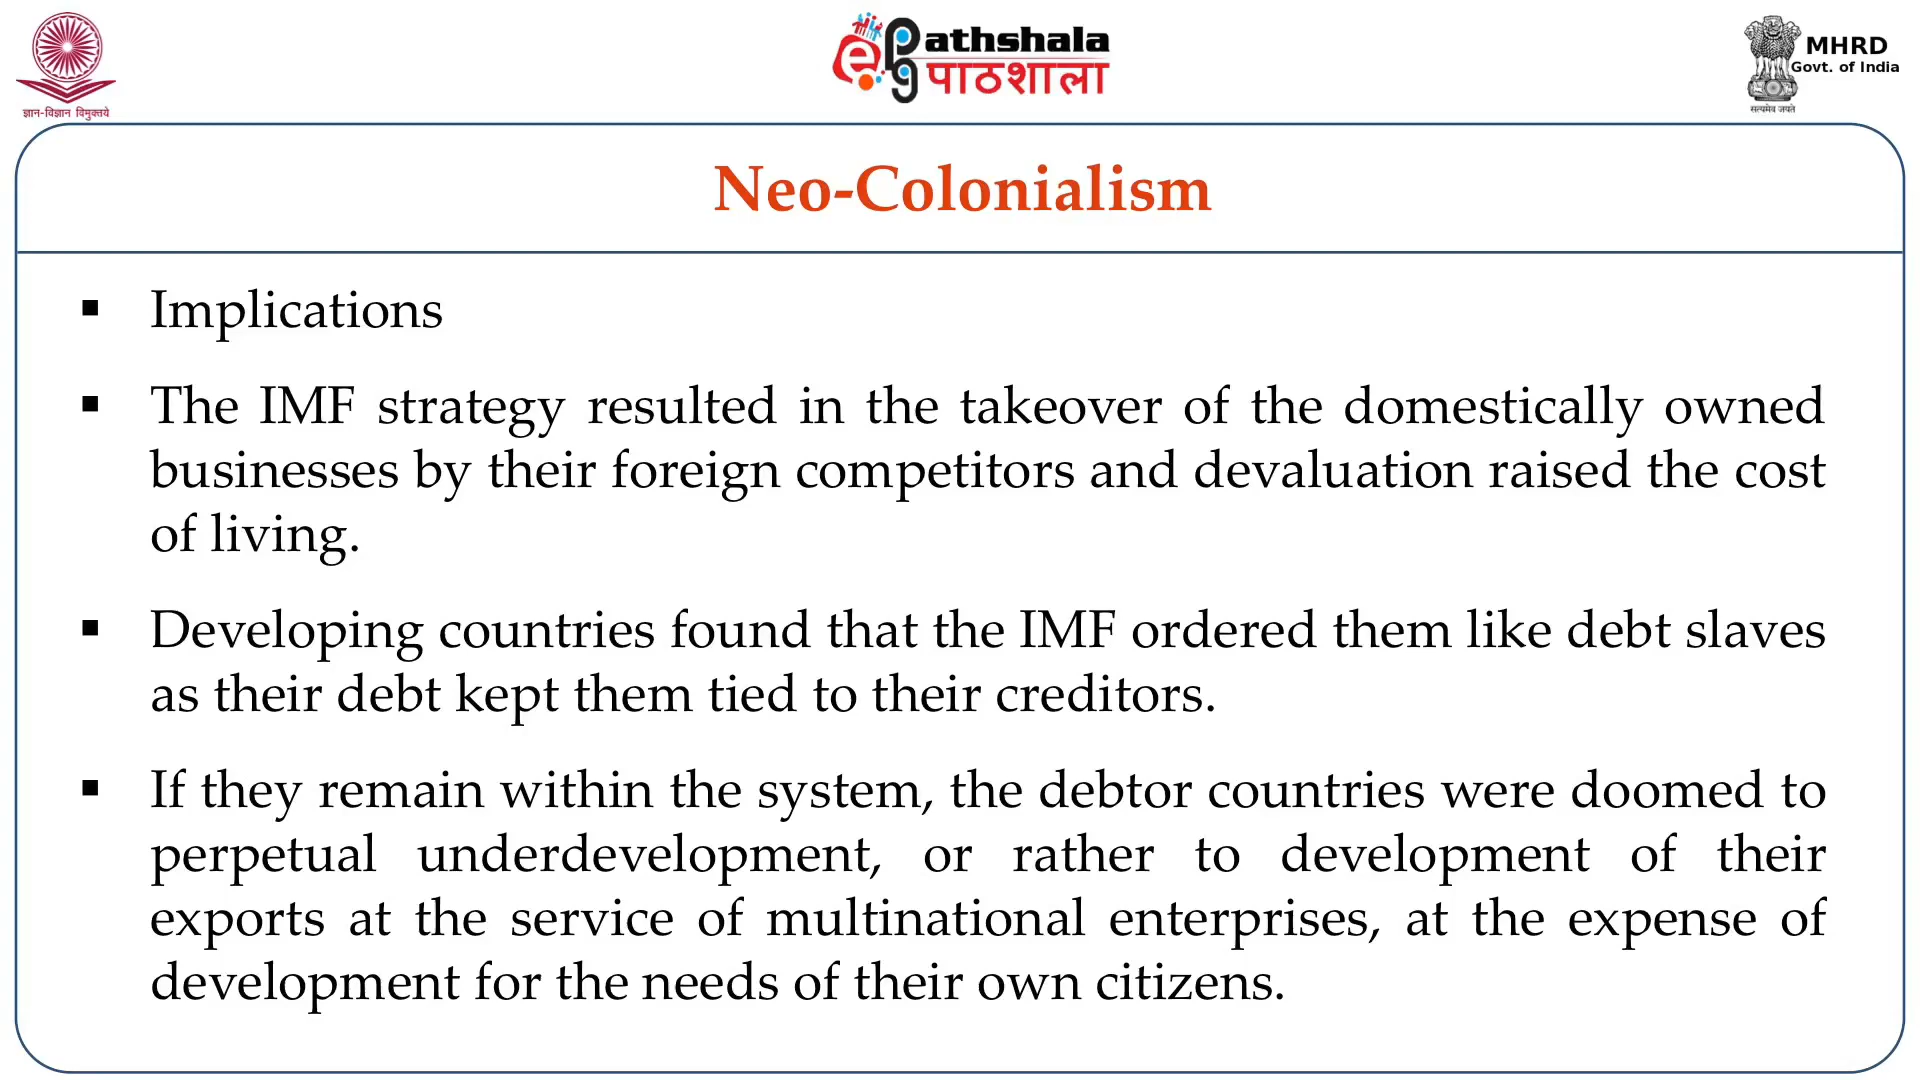 ज्ञान-विज्ञान विमुक्तये
ePathshala
पाठशाला
MHRD
Govt. of India
सत्यमेव जयते
Neo-Colonialism
▪ Implications
▪ The IMF strategy resulted in the takeover of the domestically owned
businesses by their foreign competitors and devaluation raised the cost
of living.
▪ Developing countries found that the IMF ordered them like debt slaves
as their debt kept them tied to their creditors.
▪ If they remain within the system, the debtor countries were doomed to
perpetual underdevelopment, or rather to development of their
exports at the service of multinational enterprises, at the expense of
development for the needs of their own citizens.